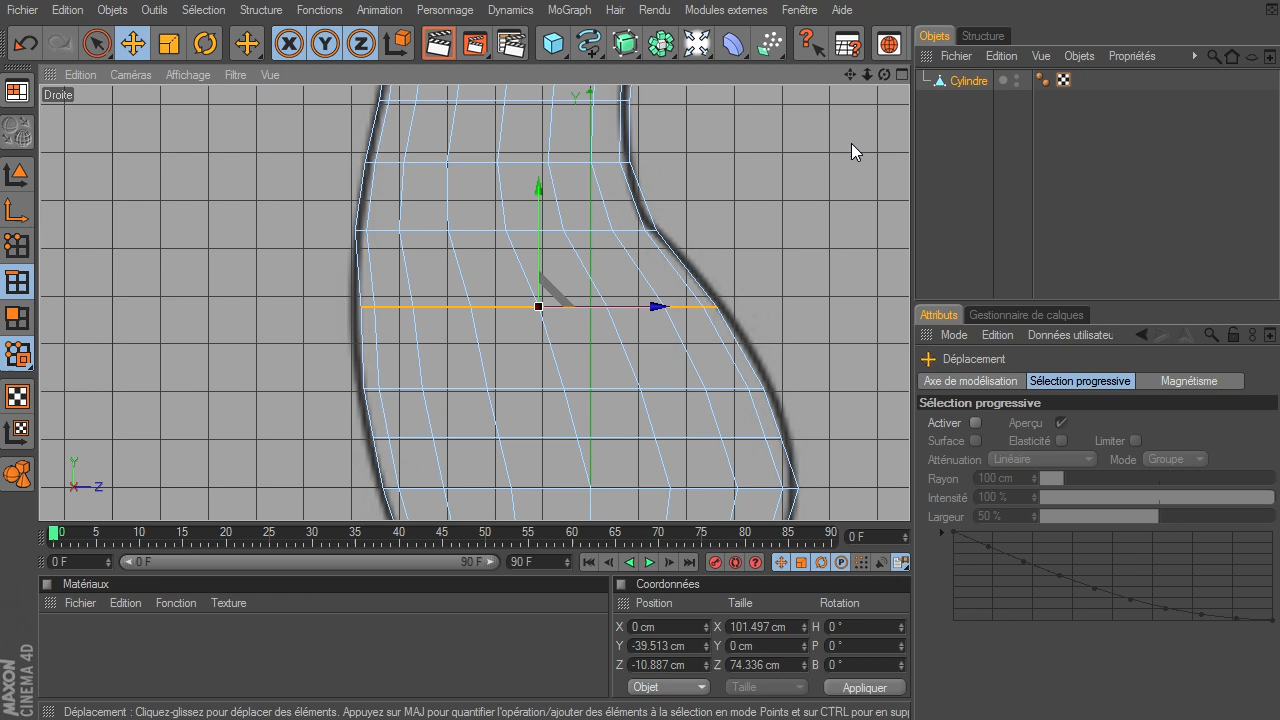 Fichier Edition Objets Outils Sélection Structure Fonctions Animation Personnage Dynamics MoGraph Hair Rendu Modules externes Fenêtre Aide
X Y Z
Objets Structure
Fichier Edition Vue Objets Propriétés
Cylindre
Edition Caméras Affichage Filtre Vue
Droite
Y
Y
X Z
Attributs Gestionnaire de calques
Mode Edition Données utilisateu
Déplacement
Axe de modélisation Sélection progressive Magnétisme
Sélection progressive
Activer Aperçu
Surface Elasticité Limiter
Atténuation Linéaire Mode Groupe
Rayon 100 cm
Intensité 100 %
Largeur 50 %
0 5 10 15 20 25 30 35 40 45 50 55 60 65 70 75 80 85 90 0 F
0 F 0 F 90 F 90 F
Matériaux
Fichier Edition Fonction Texture
Coordonnées
Position Taille Rotation
X 0 cm X 101.497 cm H 0 °
Y -39.513 cm Y 0 cm P 0 °
Z -10.887 cm Z 74.336 cm B 0 °
Objet Taille Appliquer
MAXON
CINEMA 4D
Déplacement : Cliquez-glissez pour déplacer des éléments. Appuyez sur MAJ pour quantifier l'opération/ajouter des éléments à la sélection en mode Points et sur CTRL pour en supp